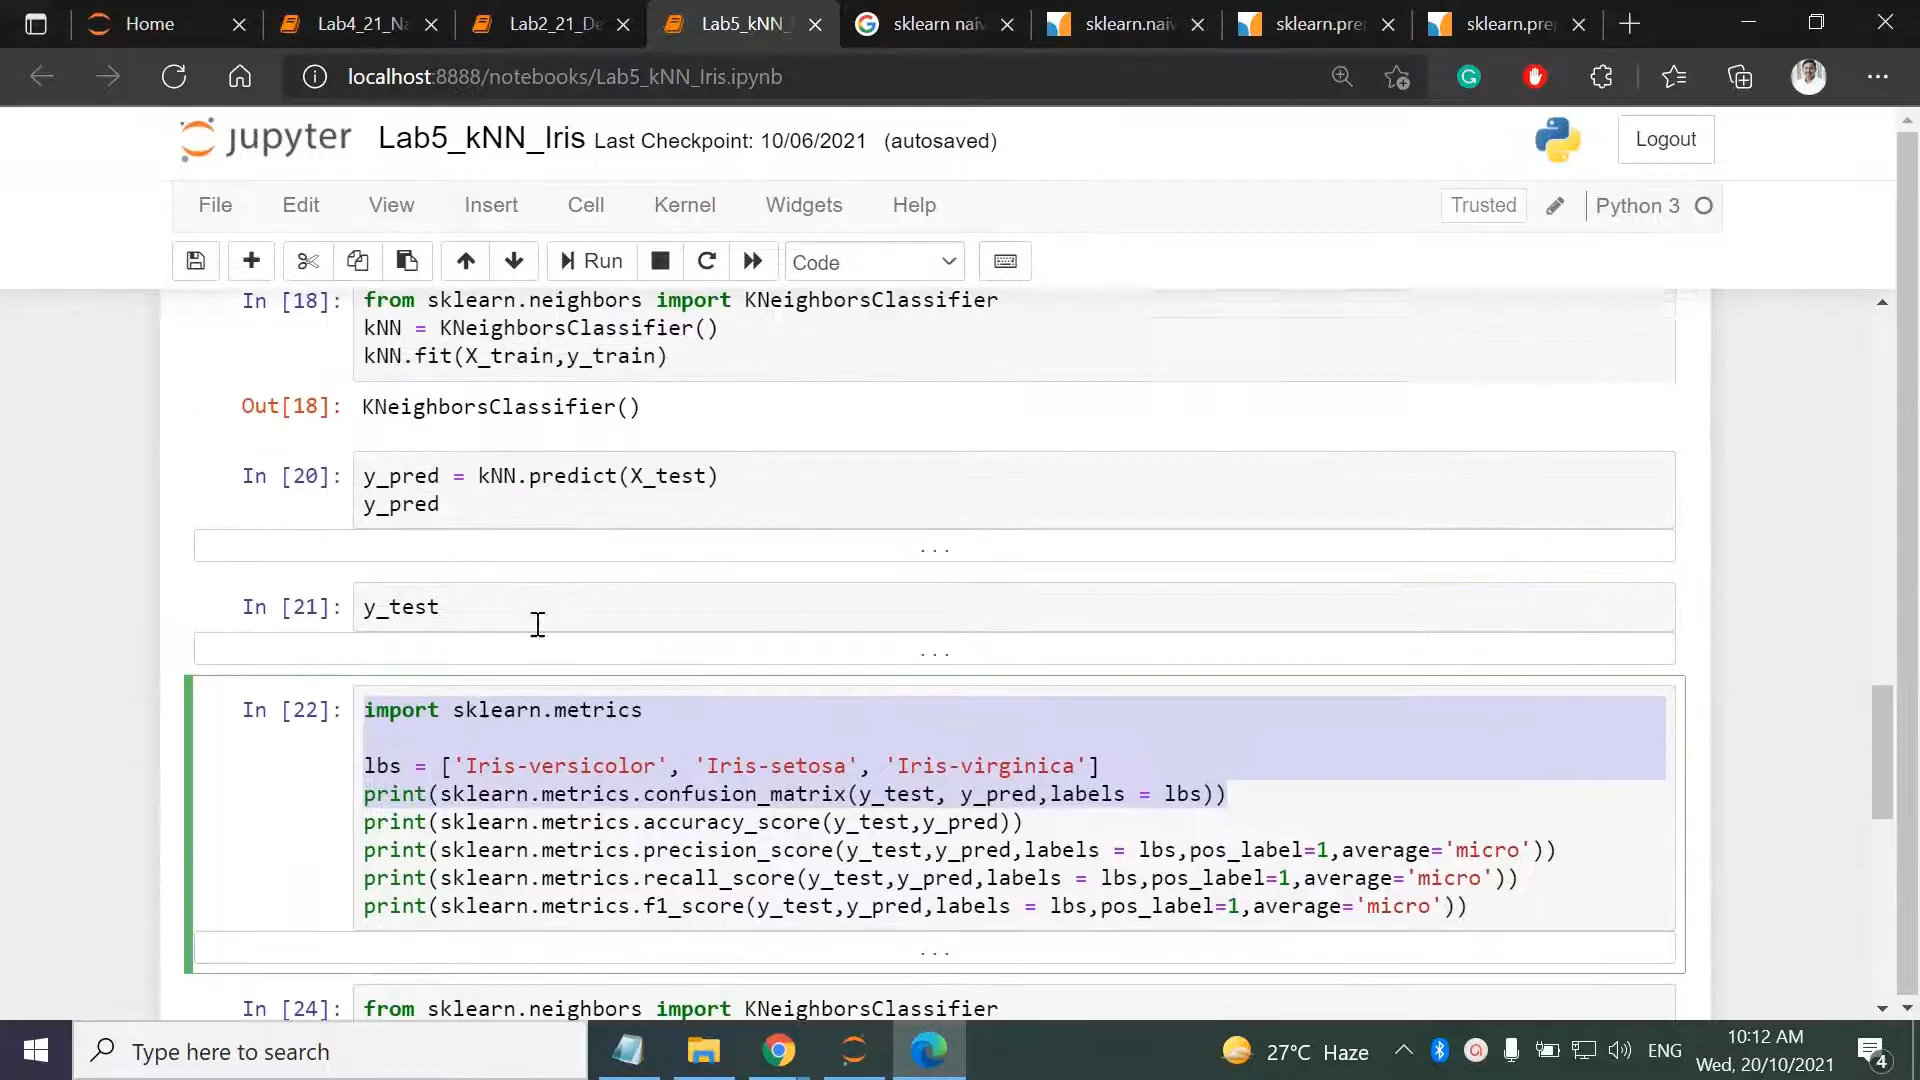 Home
Lab4_21_Na
Lab2_21_De
Lab5_kNN_
sklearn naiv
sklearn.naiv
sklearn.prep
sklearn.prep
localhost:8888/notebooks/Lab5_kNN_Iris.ipynb
jupyter Lab5_kNN_Iris Last Checkpoint: 10/06/2021 (autosaved)
Logout
File Edit View Insert Cell Kernel Widgets Help
Trusted
Python 3
Run
Code
In [18]: from sklearn.neighbors import KNeighborsClassifier
kNN = KNeighborsClassifier()
kNN.fit(X_train,y_train)
Out[18]: KNeighborsClassifier()
In [20]: y_pred = kNN.predict(X_test)
y_pred
...
In [21]: y_test
...
In [22]: import sklearn.metrics
lbs = ['Iris-versicolor', 'Iris-setosa', 'Iris-virginica']
print(sklearn.metrics.confusion_matrix(y_test, y_pred,labels = lbs))
print(sklearn.metrics.accuracy_score(y_test,y_pred))
print(sklearn.metrics.precision_score(y_test,y_pred,labels = lbs,pos_label=1,average='micro'))
print(sklearn.metrics.recall_score(y_test,y_pred,labels = lbs,pos_label=1,average='micro'))
print(sklearn.metrics.f1_score(y_test,y_pred,labels = lbs,pos_label=1,average='micro'))
...
In [24]: from sklearn.neighbors import KNeighborsClassifier
Type here to search
27°C Haze
ENG
10:12 AM
Wed, 20/10/2021
4